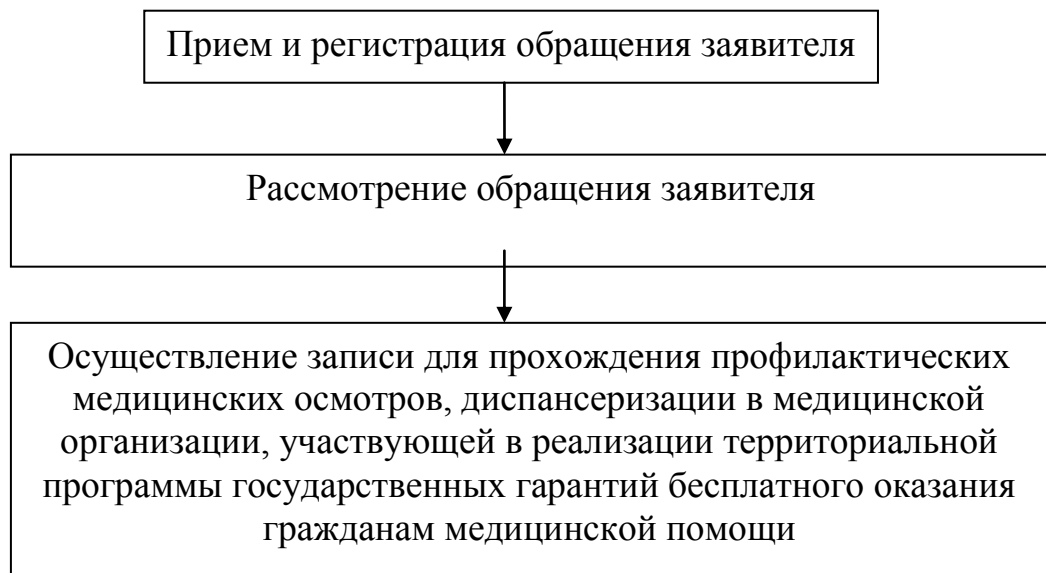 Прием и регистрация обращения заявителя
Рассмотрение обращения заявителя
Осуществление записи для прохождения профилактических
медицинских осмотров, диспансеризации в медицинской
организации, участвующей в реализации территориальной
программы государственных гарантий бесплатного оказания
гражданам медицинской помощи